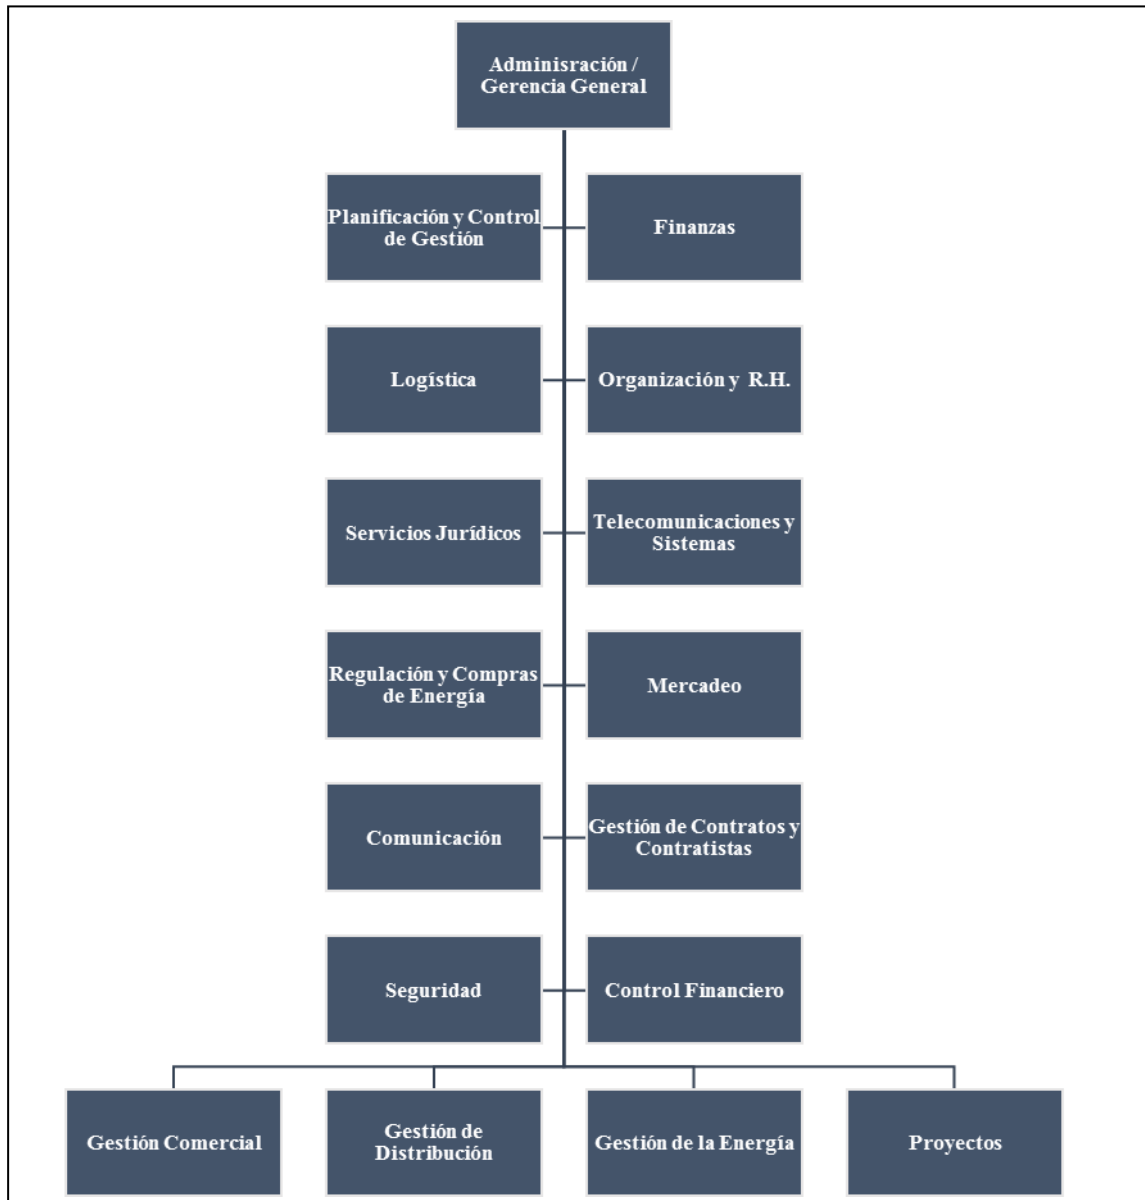 Adminisración /
Gerencia General
Planificación y Control
de Gestión
Finanzas
Logística
Organización y R.H.
Servicios Jurídicos
Telecomunicaciones y
Sistemas
Regulación y Compras
de Energía
Mercadeo
Comunicación
Gestión de Contratos y
Contratistas
Seguridad
Control Financiero
Gestión Comercial
Gestión de
Distribución
Gestión de la Energía
Proyectos